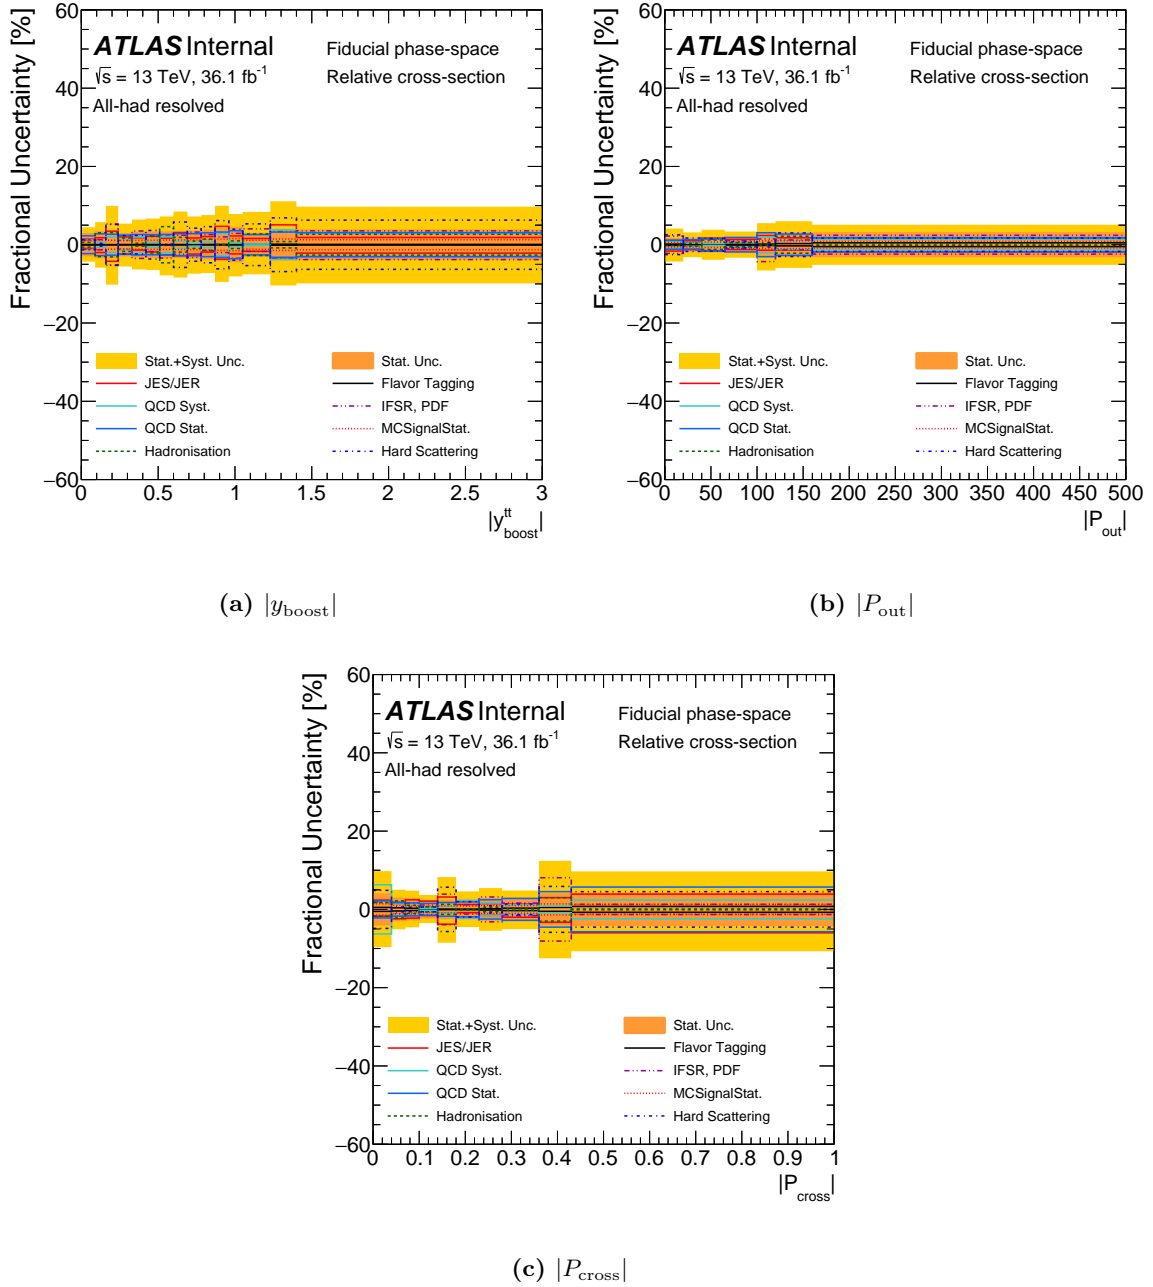 Fractional Uncertainty [%]
60
40
20
0
−20
−40
−60
ATLAS Internal
√s = 13 TeV, 36.1 fb-1
All-had resolved
Fiducial phase-space
Relative cross-section
Stat.+Syst. Unc.
Stat. Unc.
JES/JER
Flavor Tagging
QCD Syst.
IFSR, PDF
QCD Stat.
MCSignalStat.
Hadronisation
Hard Scattering
0 0.5 1 1.5 2 2.5 3
|y tt boost|
(a) |y boost|
Fractional Uncertainty [%]
60
40
20
0
−20
−40
−60
ATLAS Internal
√s = 13 TeV, 36.1 fb-1
All-had resolved
Fiducial phase-space
Relative cross-section
Stat.+Syst. Unc.
Stat. Unc.
JES/JER
Flavor Tagging
QCD Syst.
IFSR, PDF
QCD Stat.
MCSignalStat.
Hadronisation
Hard Scattering
0 50 100 150 200 250 300 350 400 450 500
|P out|
(b) |P out|
Fractional Uncertainty [%]
60
40
20
0
−20
−40
−60
ATLAS Internal
√s = 13 TeV, 36.1 fb-1
All-had resolved
Fiducial phase-space
Relative cross-section
Stat.+Syst. Unc.
Stat. Unc.
JES/JER
Flavor Tagging
QCD Syst.
IFSR, PDF
QCD Stat.
MCSignalStat.
Hadronisation
Hard Scattering
0 0.1 0.2 0.3 0.4 0.5 0.6 0.7 0.8 0.9 1
|P cross|
(c) |P cross|